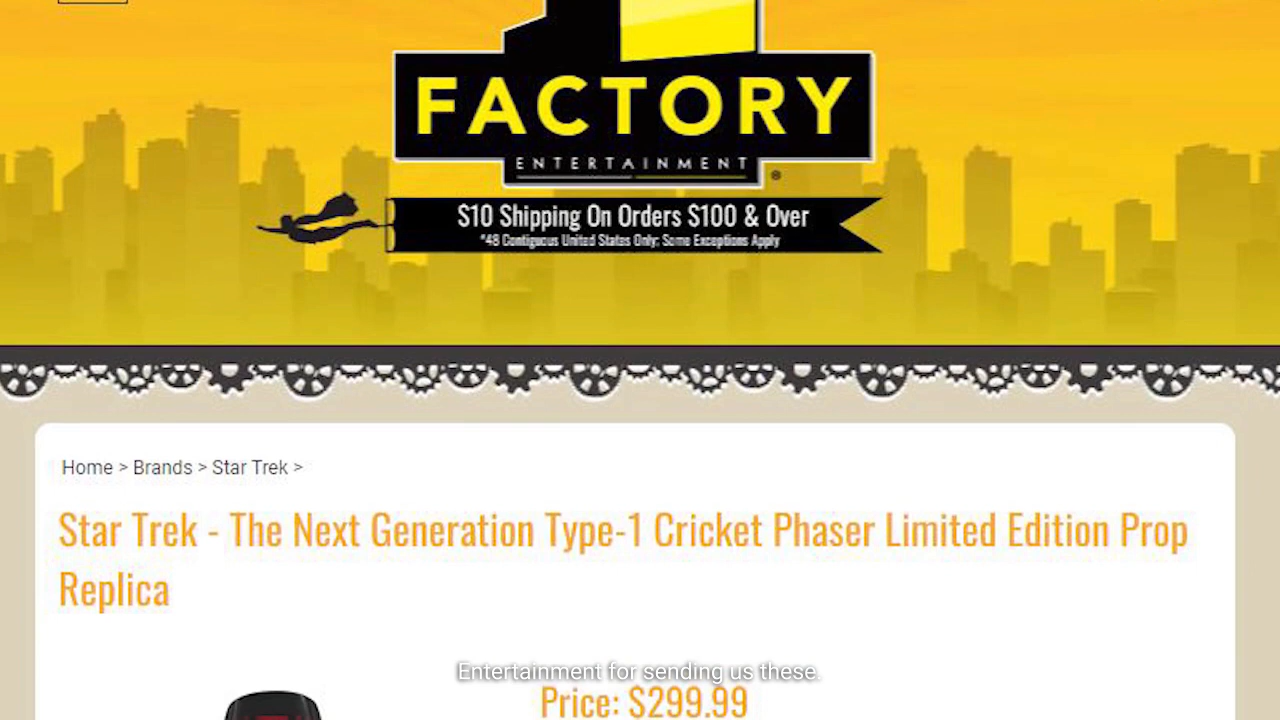 FACTORY
ENTERTAINMENT
®
$10 Shipping On Orders $100 & Over
*48 Contiguous United States Only; Some Exceptions Apply
Home > Brands > Star Trek >
Star Trek - The Next Generation Type-1 Cricket Phaser Limited Edition Prop
Replica
Entertainment for sending us these.
Price: $299.99